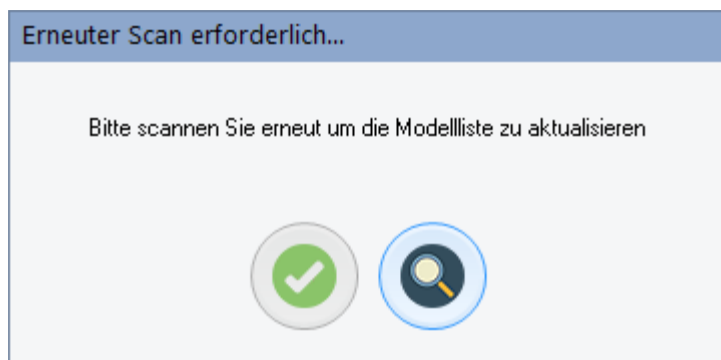 Erneuter Scan erforderlich...
Bitte scannen Sie erneut um die Modellliste zu aktualisieren